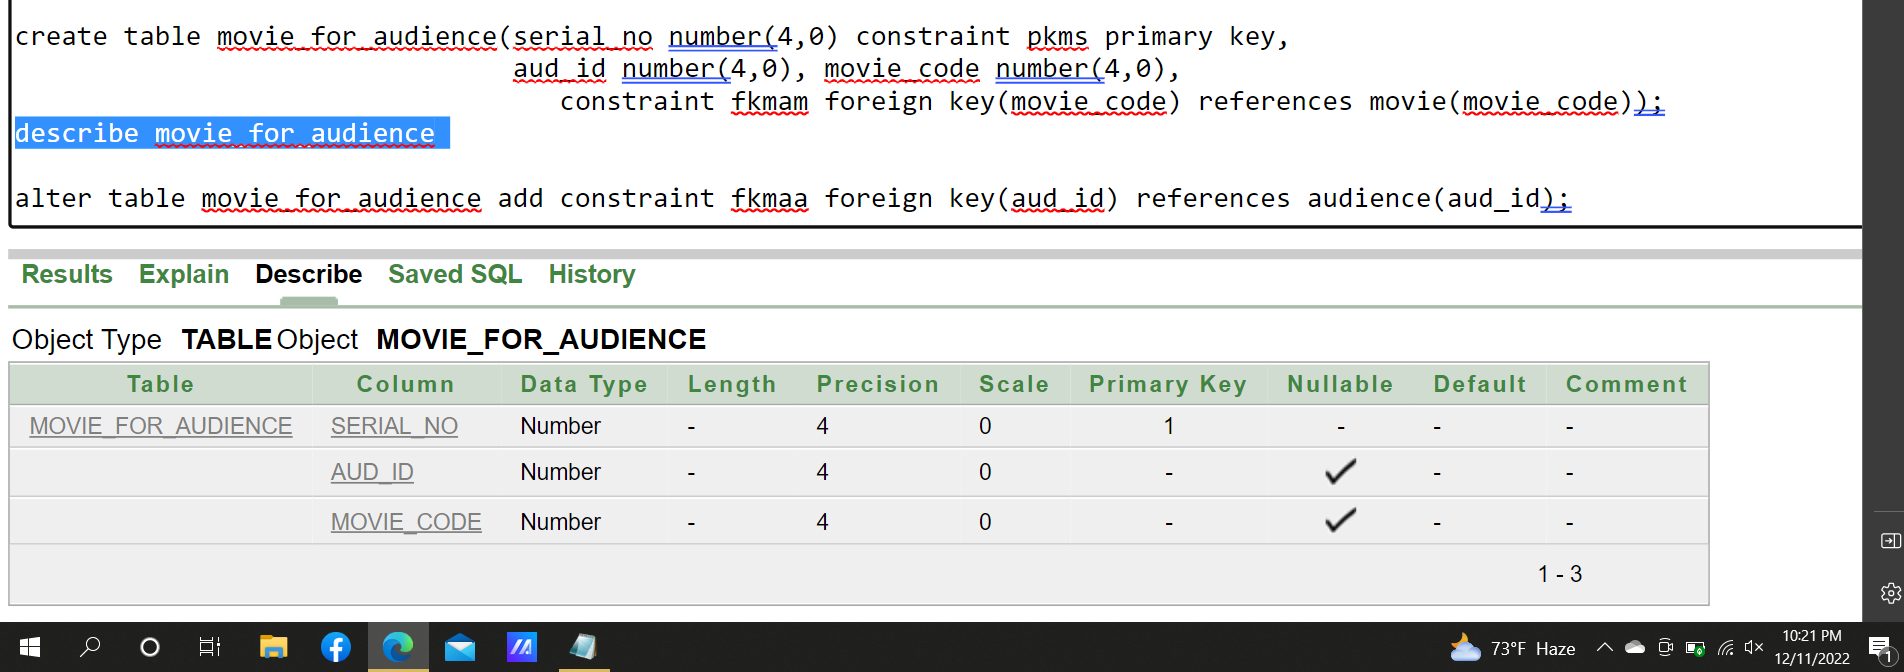 create table movie_for_audience(serial_no number(4,0) constraint pkms primary key,
aud_id number(4,0), movie_code number(4,0),
constraint fkmam foreign key(movie_code) references movie(movie_code));
describe movie_for_audience
alter table movie_for_audience add constraint fkmaa foreign key(aud_id) references audience(aud_id);
Results Explain Describe Saved SQL History
Object Type TABLE Object MOVIE_FOR_AUDIENCE
Table Column Data Type Length Precision Scale Primary Key Nullable Default Comment
MOVIE_FOR_AUDIENCE SERIAL_NO Number - 4 0 1 - - -
AUD_ID Number - 4 0 - ✓ - -
MOVIE_CODE Number - 4 0 - ✓ - -
1 - 3
73°F Haze
10:21 PM
12/11/2022
1